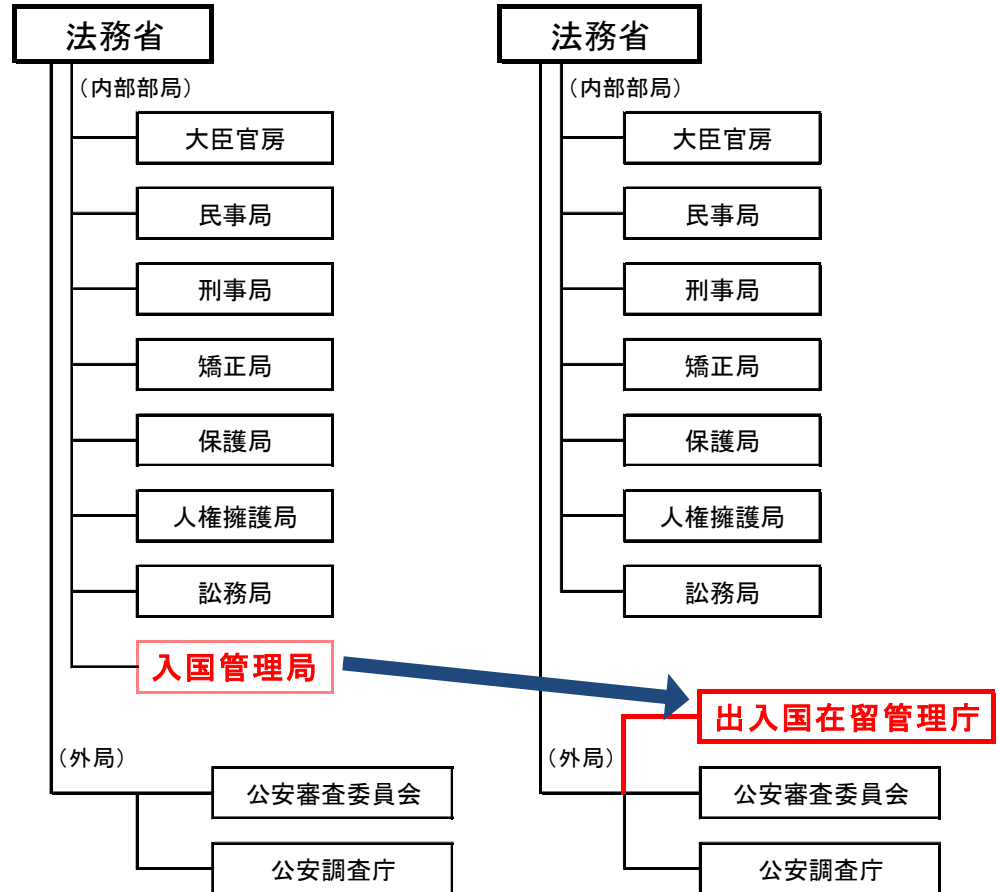 法務省
（内部部局）
大臣官房
民事局
刑事局
矯正局
保護局
人権擁護局
訟務局
入国管理局
（外局）
公安審査委員会
公安調査庁
法務省
（内部部局）
大臣官房
民事局
刑事局
矯正局
保護局
人権擁護局
訟務局
出入国在留管理庁
（外局）
公安審査委員会
公安調査庁